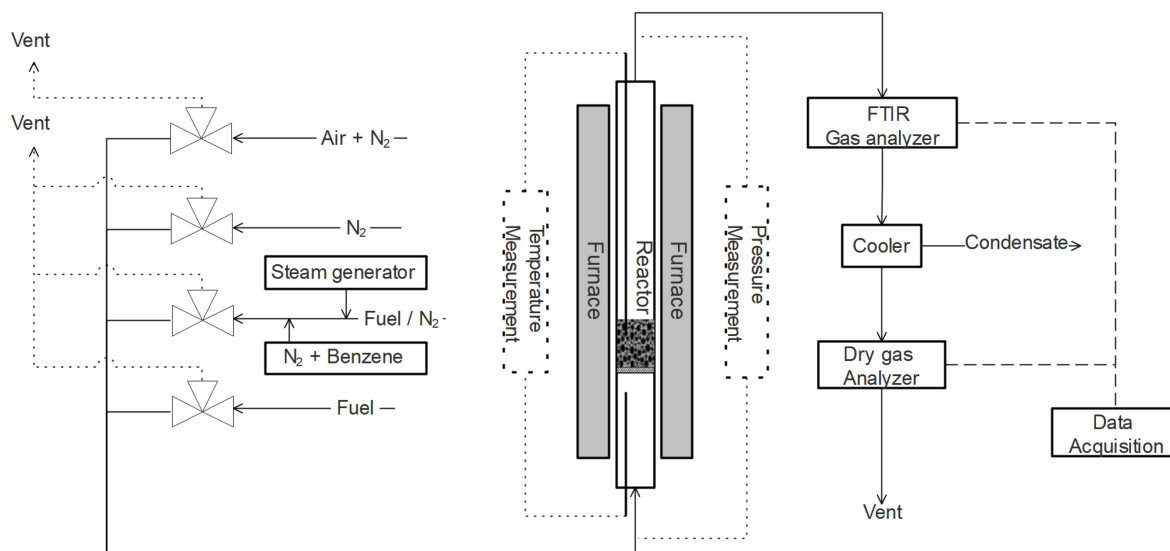 Vent
Vent
Air + N₂
N₂
Steam generator
Fuel / N₂
N₂ + Benzene
Fuel
Temperature
Measurement
Furnace
Reactor
Furnace
Pressure
Measurement
FTIR
Gas analyzer
Cooler
Condensate
Dry gas
Analyzer
Data
Acquisition
Vent